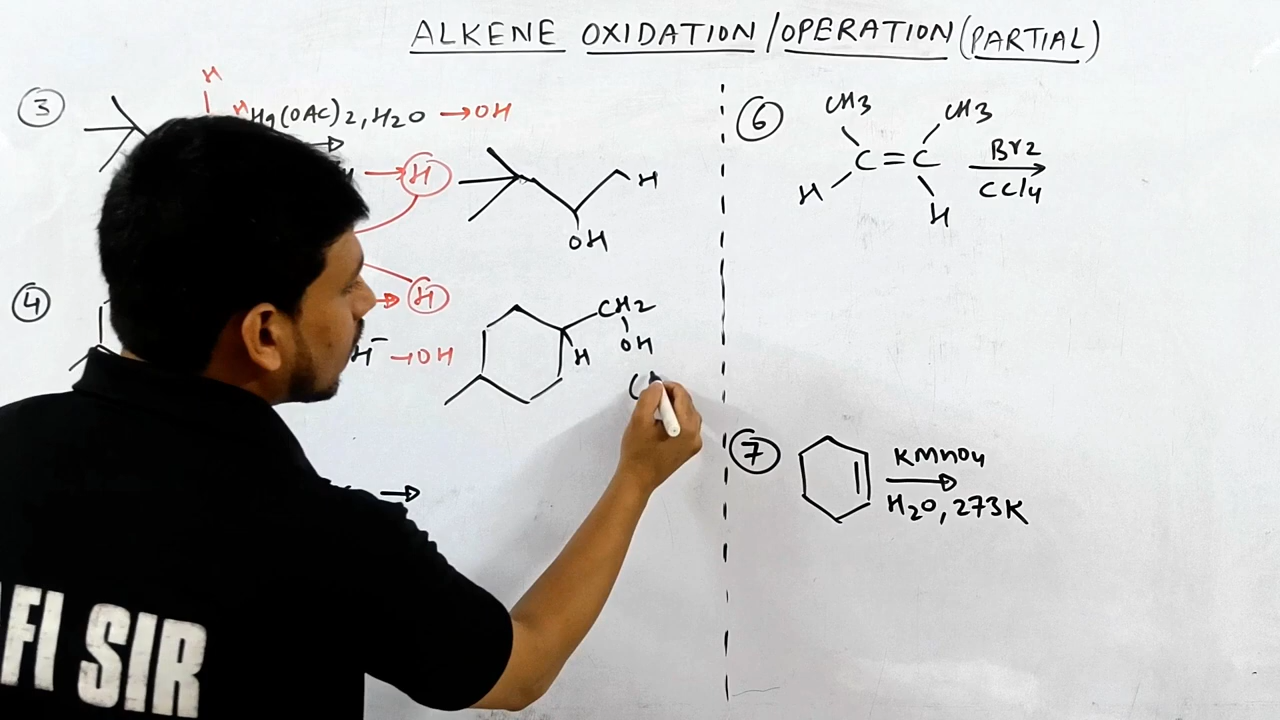 ALKENE OXIDATION/OPERATION (PARTIAL)
3
H
H
Hg(OAC)2, H2O → OH
→ H
H
OH
4
→ H
H⁻ → OH
CH2
OH
H
(
6
CH3
CH3
C=C
H
H
Br2
CCl4
7
KMnO4
H2O, 273K
FI SIR